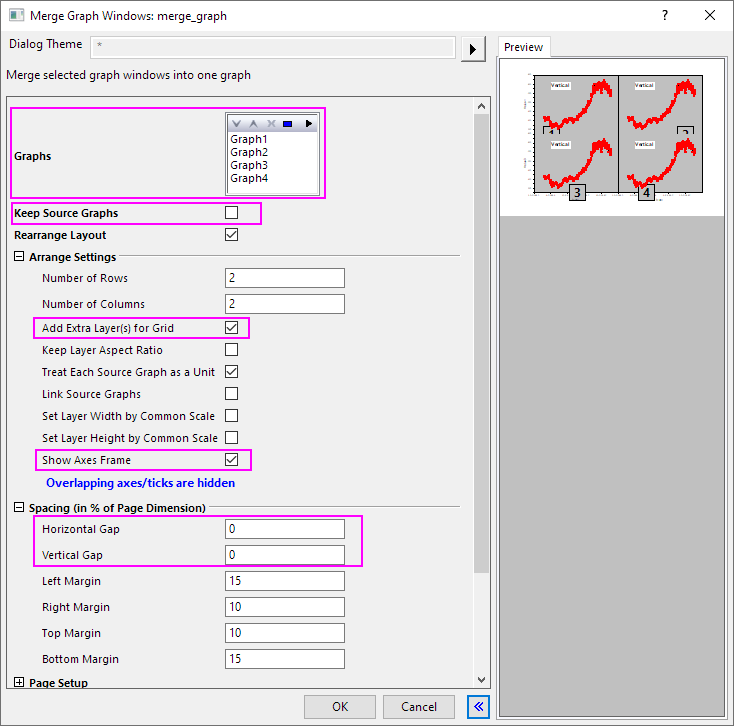 Merge Graph Windows: merge_graph
?
Dialog Theme *
Merge selected graph windows into one graph
Graphs
Graph1
Graph2
Graph3
Graph4
Keep Source Graphs
Rearrange Layout
Arrange Settings
Number of Rows 2
Number of Columns 2
Add Extra Layer(s) for Grid
Keep Layer Aspect Ratio
Treat Each Source Graph as a Unit
Link Source Graphs
Set Layer Width by Common Scale
Set Layer Height by Common Scale
Show Axes Frame
Overlapping axes/ticks are hidden
Spacing (in % of Page Dimension)
Horizontal Gap 0
Vertical Gap 0
Left Margin 15
Right Margin 10
Top Margin 10
Bottom Margin 15
Page Setup
OK Cancel
Preview
Vertical Vertical
1 2
Vertical Vertical
3 4